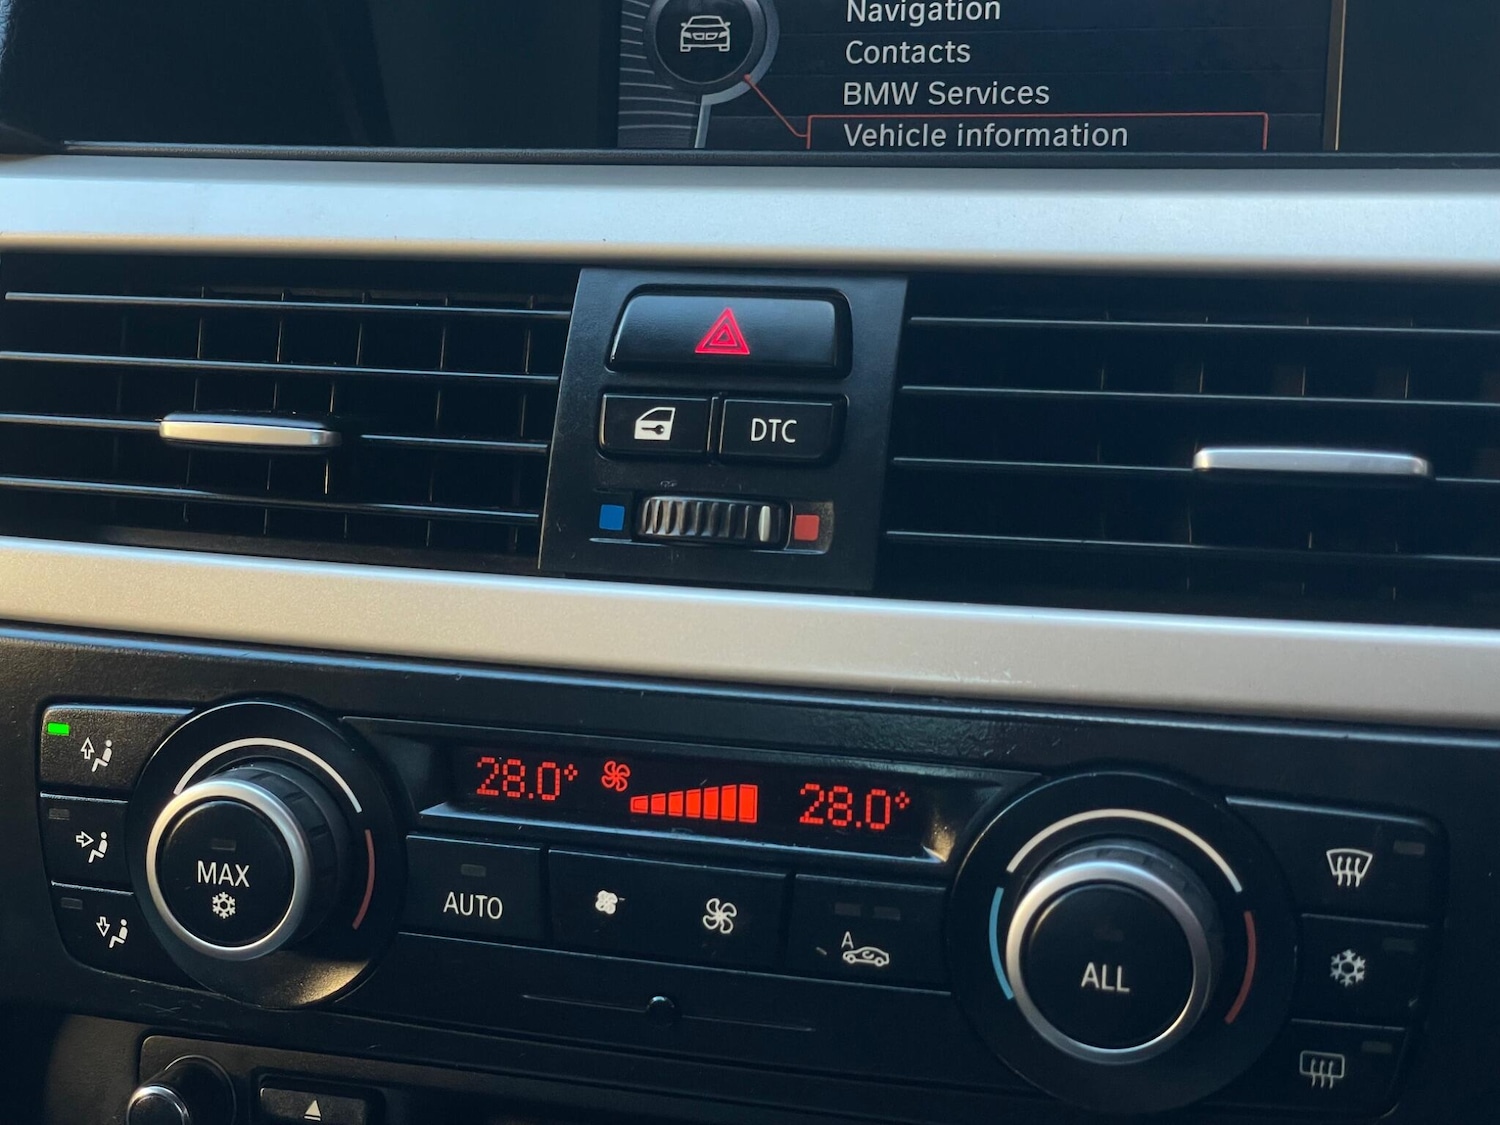 Navigation
Contacts
BMW Services
Vehicle information
DTC
28.0° 28.0°
MAX
AUTO
A
ALL